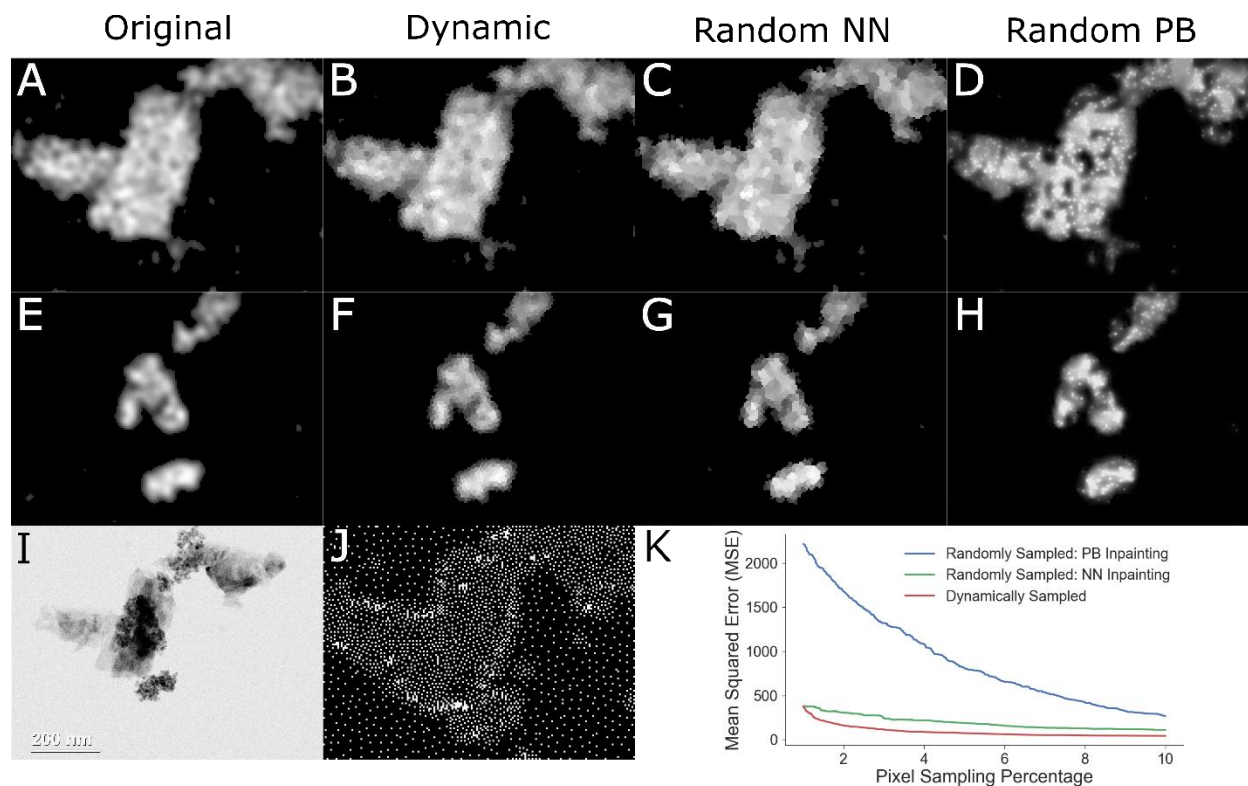 Original Dynamic Random NN Random PB
A B C D
E F G H
I J K
200 nm
Mean Squared Error (MSE)
2000
1500
1000
500
0
Randomly Sampled: PB Inpainting
Randomly Sampled: NN Inpainting
Dynamically Sampled
2 4 6 8 10
Pixel Sampling Percentage